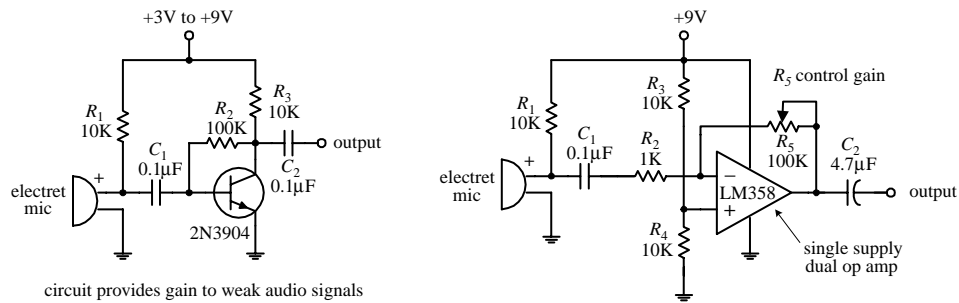 +3V to +9V
R1
10K
R2
100K
R3
10K
C1
0.1µF
C2
0.1µF
output
electret
mic
+
2N3904
circuit provides gain to weak audio signals
+9V
R1
10K
R3
10K
R5 control gain
C1
0.1µF
R2
1K
R5
100K
C2
4.7µF
electret
mic
+
−
LM358
+
output
R4
10K
single supply
dual op amp